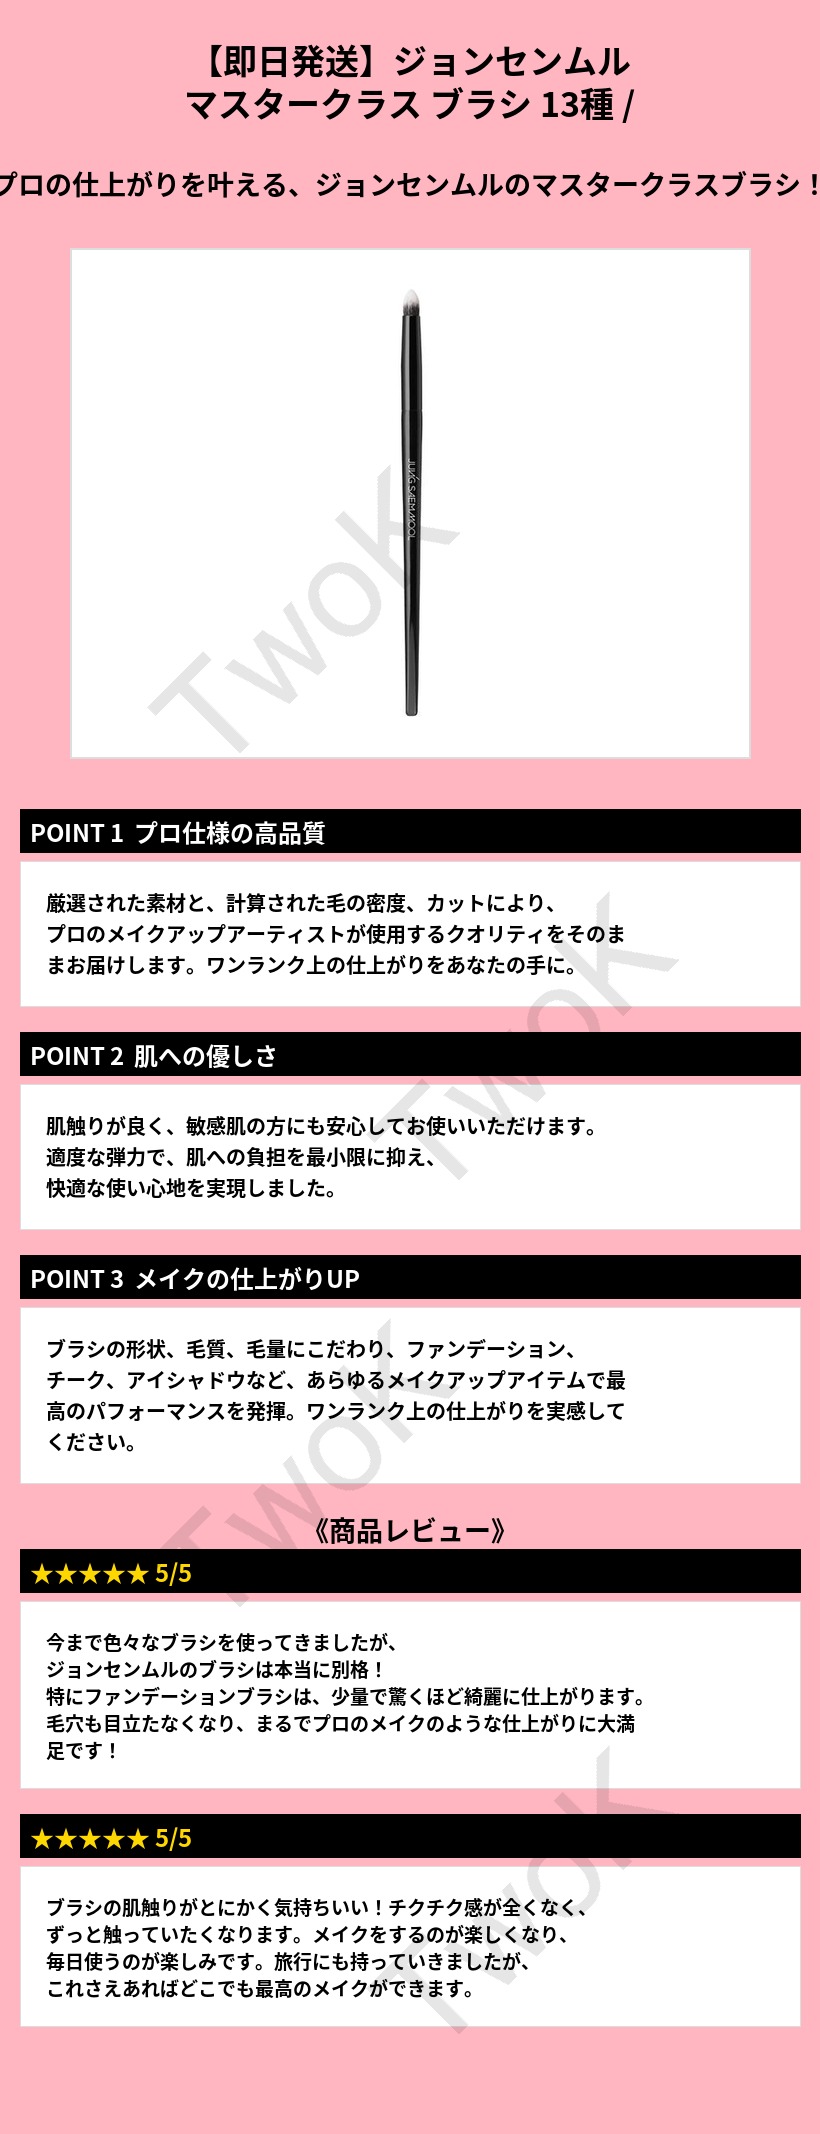 【即日発送】ジョンセンムル
マスタークラス ブラシ 13種 /
プロの仕上がりを叶える、ジョンセンムルのマスタークラスブラシ！
JUNG SAEM MOOL
TwoK
POINT 1 プロ仕様の高品質
厳選された素材と、計算された毛の密度、カットにより、
プロのメイクアップアーティストが使用するクオリティをそのま
まお届けします。ワンランク上の仕上がりをあなたの手に。
TwoK
POINT 2 肌への優しさ
肌触りが良く、敏感肌の方にも安心してお使いいただけます。
適度な弾力で、肌への負担を最小限に抑え、
快適な使い心地を実現しました。
POINT 3 メイクの仕上がりUP
ブラシの形状、毛質、毛量にこだわり、ファンデーション、
チーク、アイシャドウなど、あらゆるメイクアップアイテムで最
高のパフォーマンスを発揮。ワンランク上の仕上がりを実感して
ください。
TwoK
《商品レビュー》
★★★★★ 5/5
今まで色々なブラシを使ってきましたが、
ジョンセンムルのブラシは本当に別格！
特にファンデーションブラシは、少量で驚くほど綺麗に仕上がります。
毛穴も目立たなくなり、まるでプロのメイクのような仕上がりに大満
足です！
★★★★★ 5/5
ブラシの肌触りがとにかく気持ちいい！チクチク感が全くなく、
ずっと触っていたくなります。メイクをするのが楽しくなり、
毎日使うのが楽しみです。旅行にも持っていきましたが、
これさえあればどこでも最高のメイクができます。
TwoK